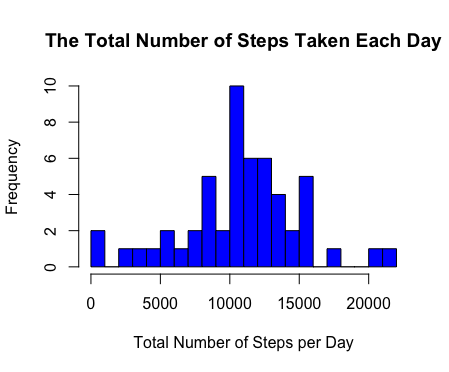 The Total Number of Steps Taken Each Day
Frequency
10
8
6
4
2
0
0 5000 10000 15000 20000
Total Number of Steps per Day